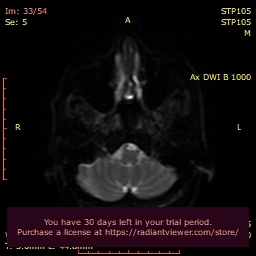 Im: 33/54
STP105
Se: 5
STP105
M
A
Ax DWI B 1000
R
L
You have 30 days left in your trial period.
Purchase a license at https://radiantviewer.com/store/